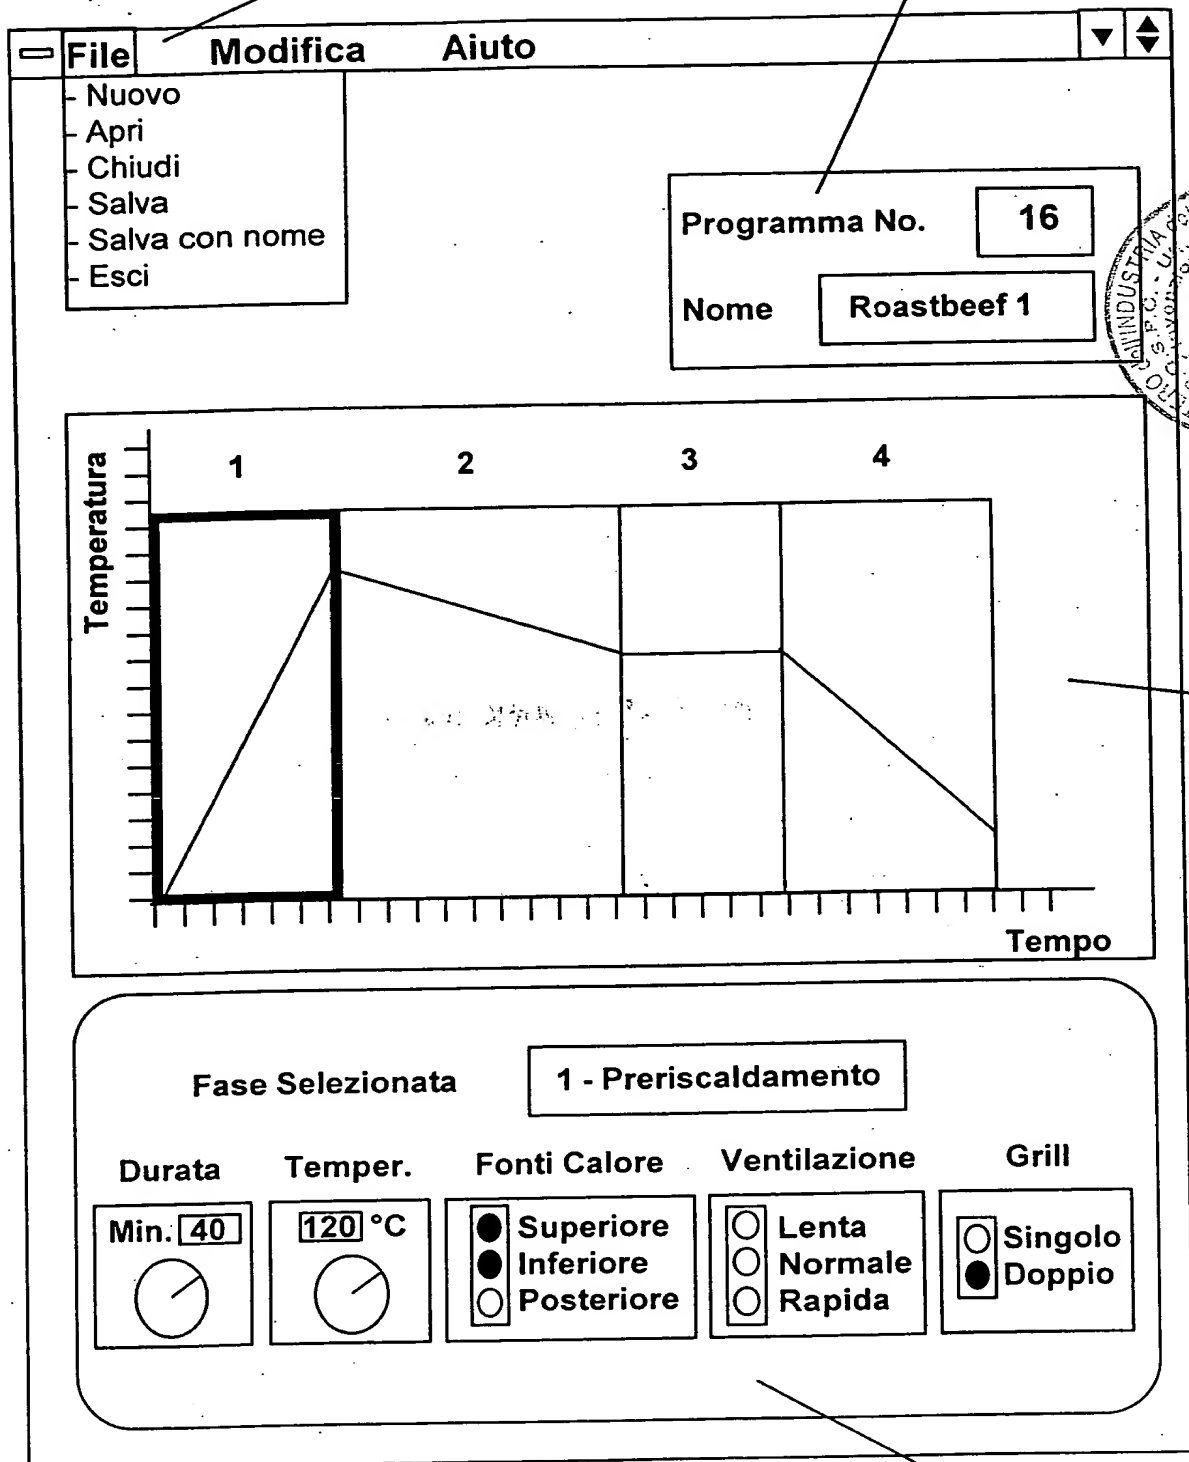 File Modifica Aiuto
- Nuovo
- Apri
- Chiudi
- Salva
- Salva con nome
- Esci
Programma No. 16
Nome Roastbeef 1
Temperatura
1 2 3 4
Tempo
Fase Selezionata 1 - Preriscaldamento
Durata Temper. Fonti Calore Ventilazione Grill
Min. 40 120 °C Superiore Lenta Singolo
Inferiore Normale Doppio
Posteriore Rapida